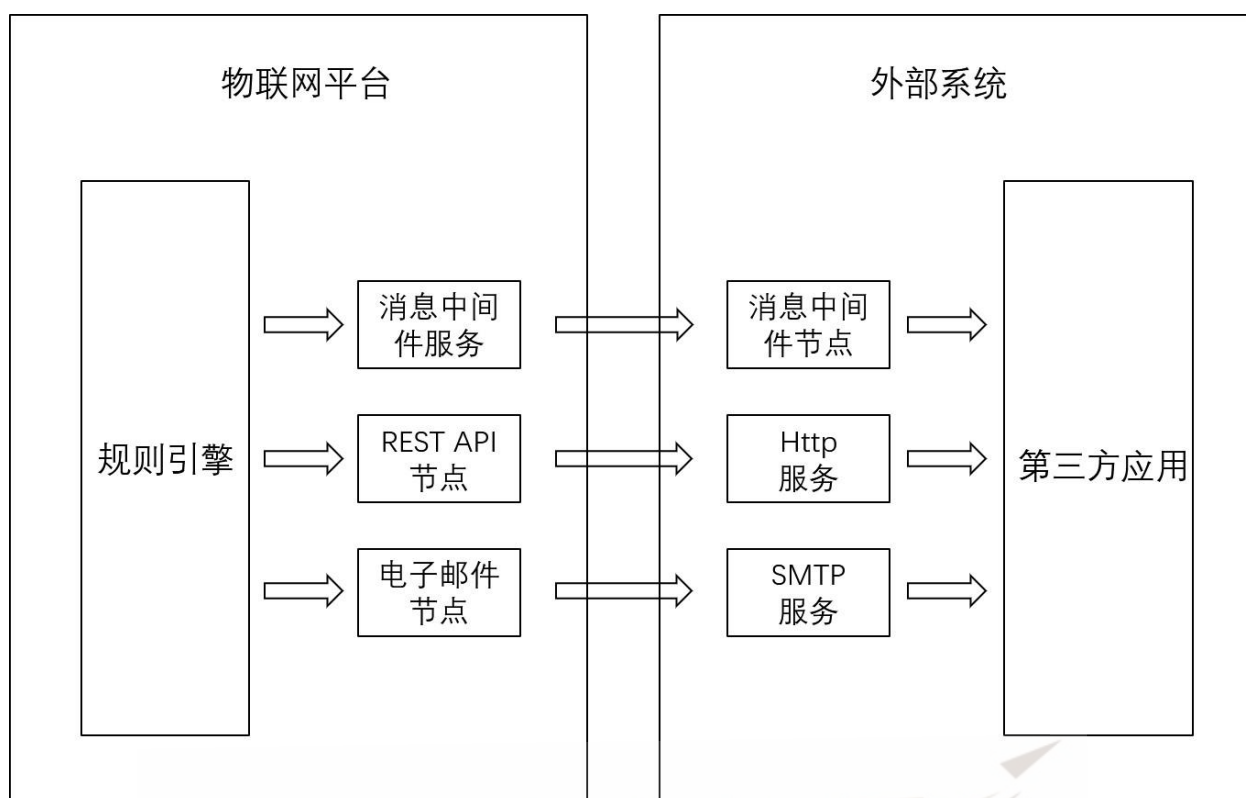 物联网平台
外部系统
规则引擎
消息中间
件服务
消息中间
件节点
REST API
节点
Http
服务
第三方应用
电子邮件
节点
SMTP
服务